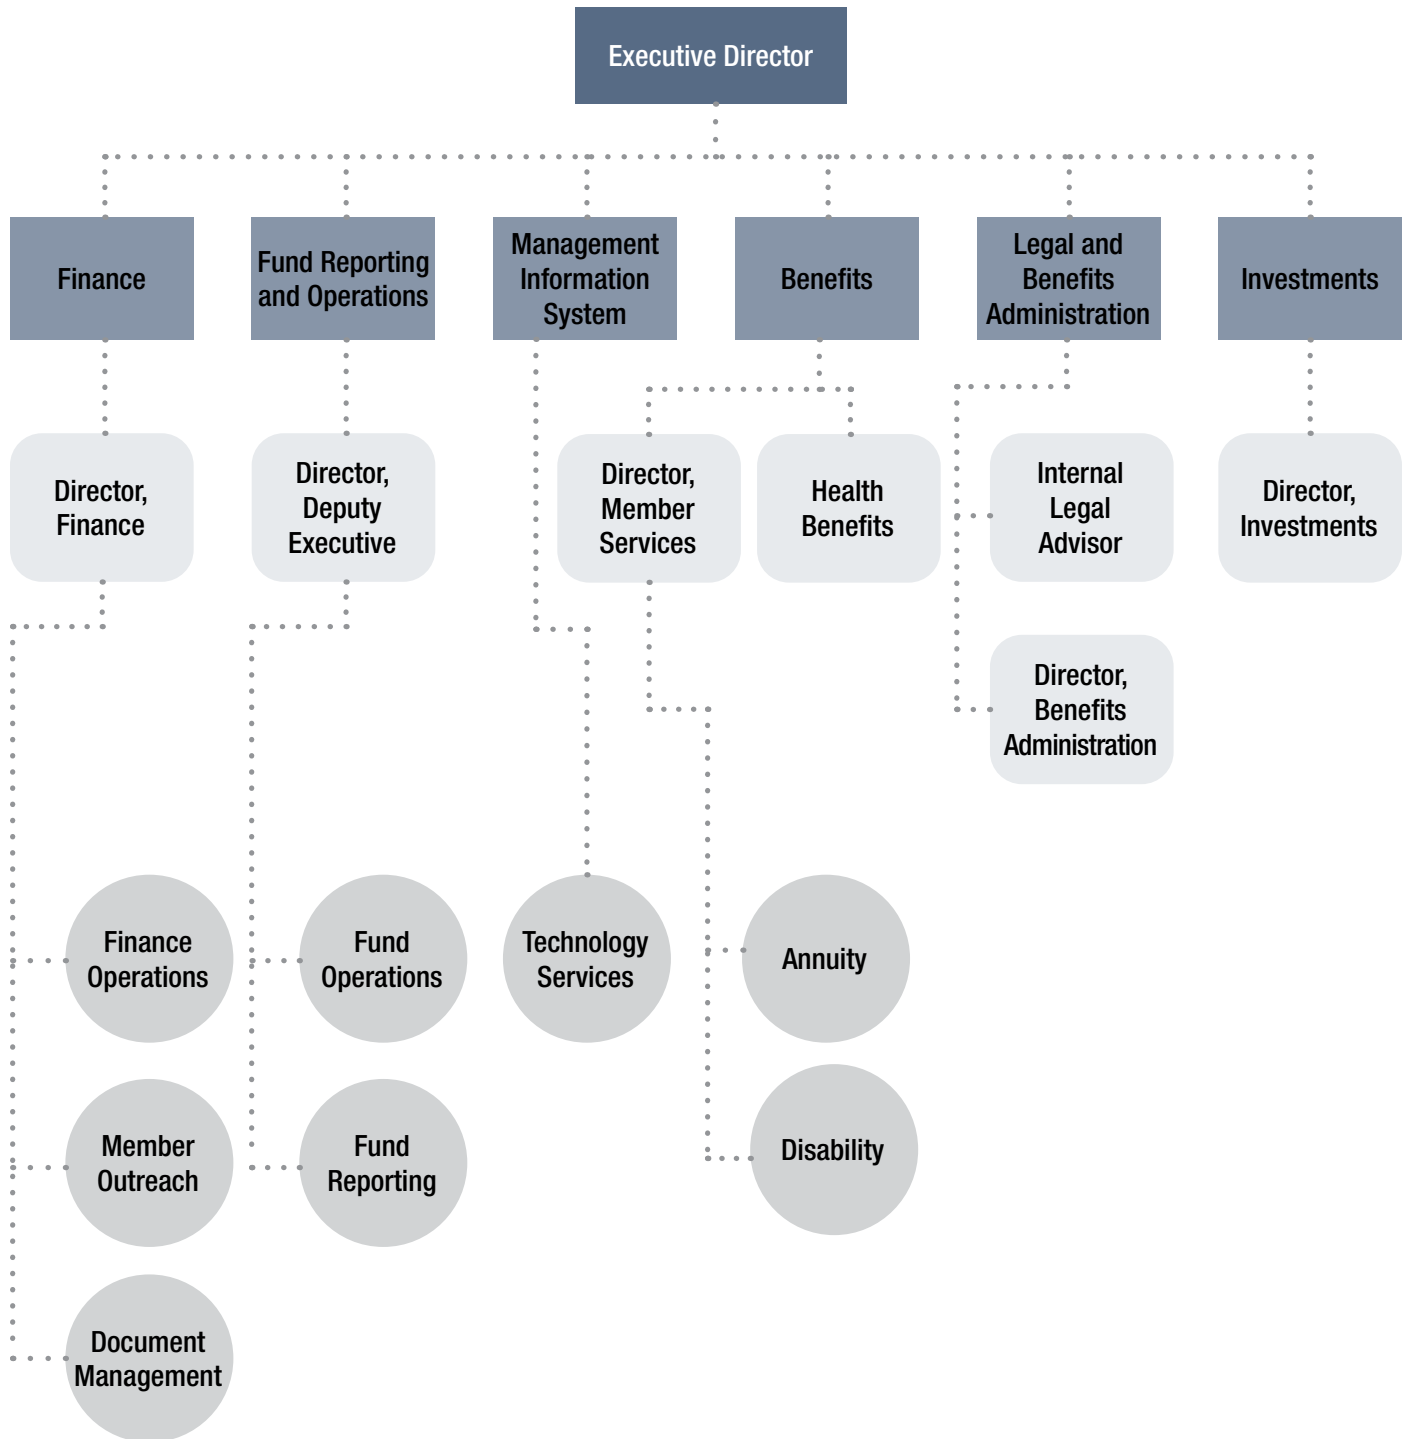 Executive Director
Finance
Fund Reporting
and Operations
Management
Information
System
Benefits
Legal and
Benefits
Administration
Investments
Director,
Finance
Director,
Deputy
Executive
Director,
Member
Services
Health
Benefits
Internal
Legal
Advisor
Director,
Investments
Director,
Benefits
Administration
Finance
Operations
Fund
Operations
Technology
Services
Annuity
Member
Outreach
Fund
Reporting
Disability
Document
Management